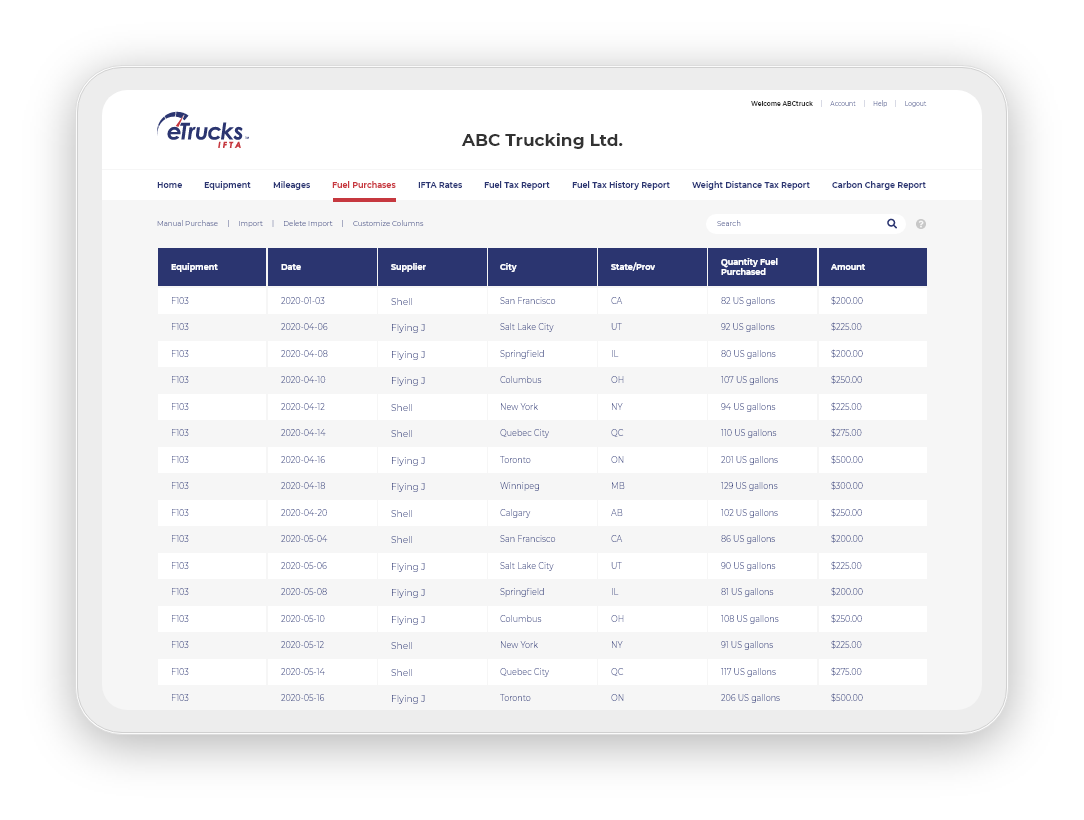 Welcome ABCtruck | Account | Help | Logout
eTrucks™
IFTA
ABC Trucking Ltd.
Home Equipment Mileages Fuel Purchases IFTA Rates Fuel Tax Report Fuel Tax History Report Weight Distance Tax Report Carbon Charge Report
Manual Purchase | Import | Delete Import | Customize Columns Search ?
Equipment Date Supplier City State/Prov Quantity Fuel Purchased Amount
F103 2020-01-03 Shell San Francisco CA 82 US gallons $200.00
F103 2020-04-06 Flying J Salt Lake City UT 92 US gallons $225.00
F103 2020-04-08 Flying J Springfield IL 80 US gallons $200.00
F103 2020-04-10 Flying J Columbus OH 107 US gallons $250.00
F103 2020-04-12 Shell New York NY 94 US gallons $225.00
F103 2020-04-14 Shell Quebec City QC 110 US gallons $275.00
F103 2020-04-16 Flying J Toronto ON 201 US gallons $500.00
F103 2020-04-18 Flying J Winnipeg MB 129 US gallons $300.00
F103 2020-04-20 Shell Calgary AB 102 US gallons $250.00
F103 2020-05-04 Shell San Francisco CA 86 US gallons $200.00
F103 2020-05-06 Flying J Salt Lake City UT 90 US gallons $225.00
F103 2020-05-08 Flying J Springfield IL 81 US gallons $200.00
F103 2020-05-10 Flying J Columbus OH 108 US gallons $250.00
F103 2020-05-12 Shell New York NY 91 US gallons $225.00
F103 2020-05-14 Shell Quebec City QC 117 US gallons $275.00
F103 2020-05-16 Flying J Toronto ON 206 US gallons $500.00